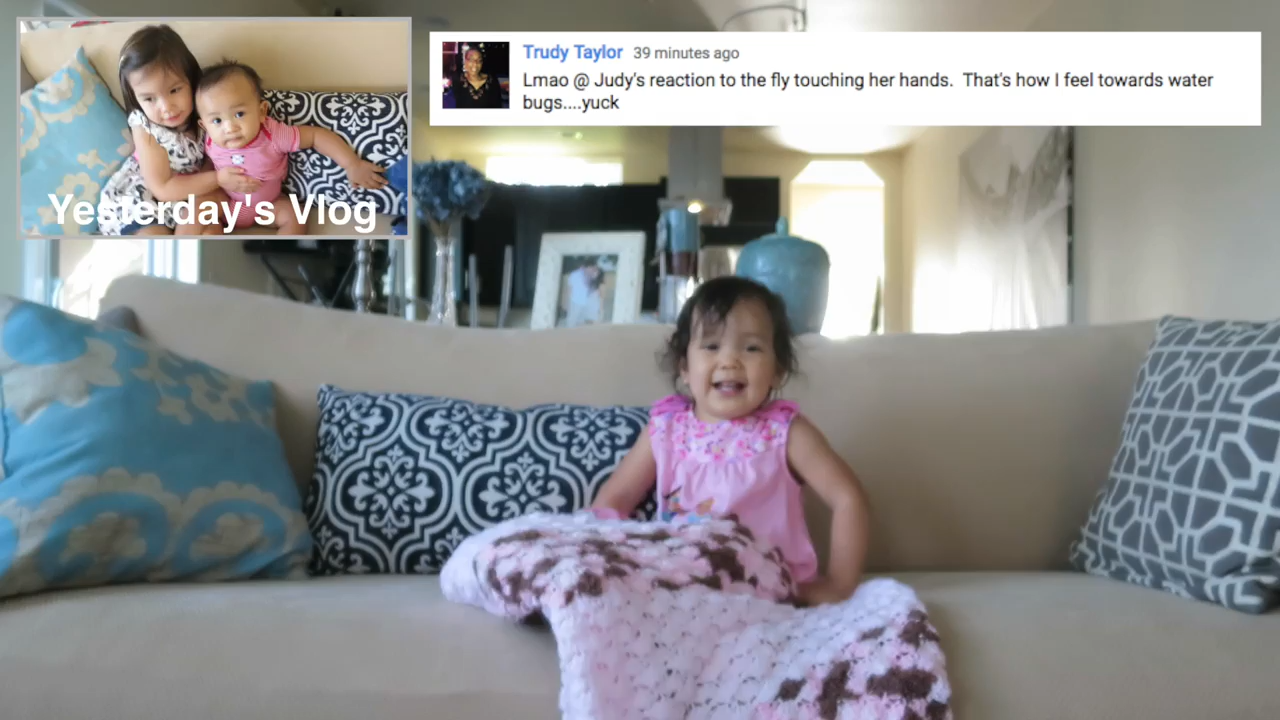 Yesterday's Vlog
Trudy Taylor 39 minutes ago
Lmao @ Judy's reaction to the fly touching her hands. That's how I feel towards water
bugs....yuck